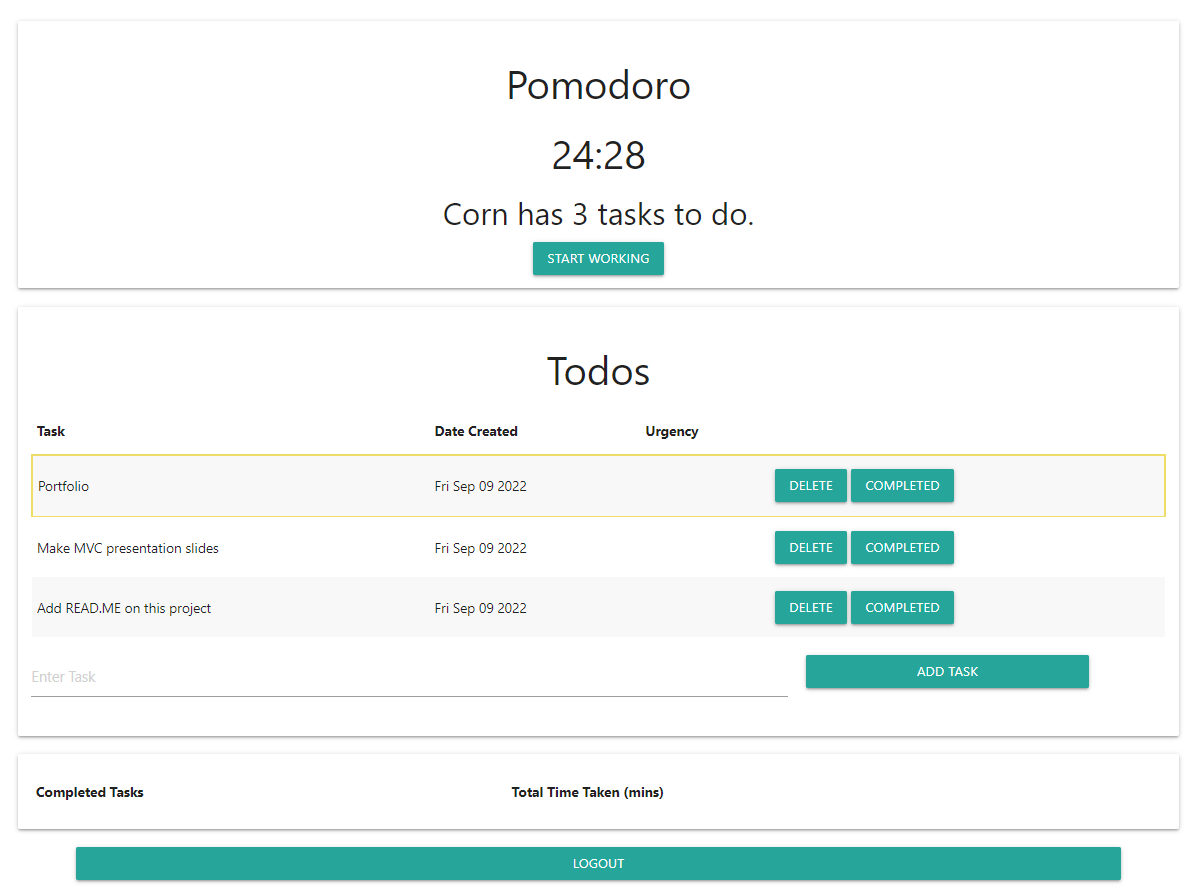 Pomodoro
24:28
Corn has 3 tasks to do.
START WORKING
Todos
Task Date Created Urgency
Portfolio Fri Sep 09 2022 DELETE COMPLETED
Make MVC presentation slides Fri Sep 09 2022 DELETE COMPLETED
Add READ.ME on this project Fri Sep 09 2022 DELETE COMPLETED
Enter Task ADD TASK
Completed Tasks Total Time Taken (mins)
LOGOUT